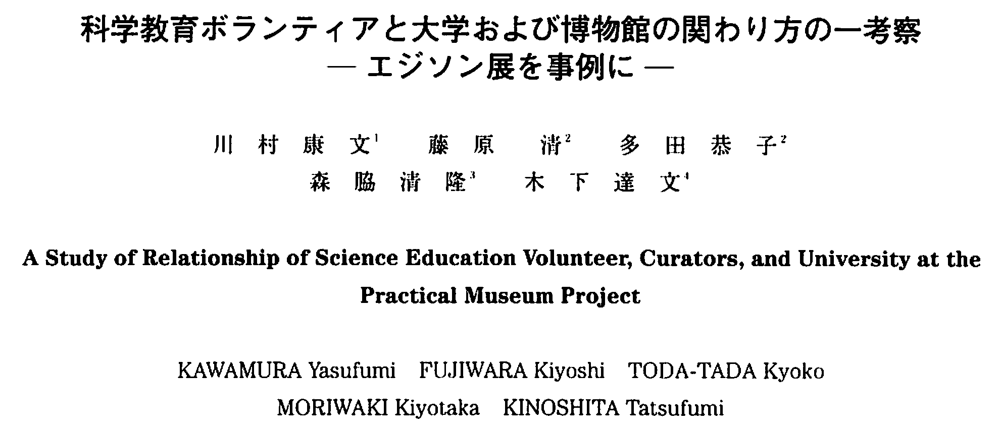 科学教育ボランティアと大学および博物館の関わり方の一考察
― エジソン展を事例に ―
川村康文¹ 藤原清² 多田恭子²
森脇清隆³ 木下達文⁴
A Study of Relationship of Science Education Volunteer, Curators, and University at the
Practical Museum Project
KAWAMURA Yasufumi FUJIWARA Kiyoshi TODA-TADA Kyoko
MORIWAKI Kiyotaka KINOSHITA Tatsufumi